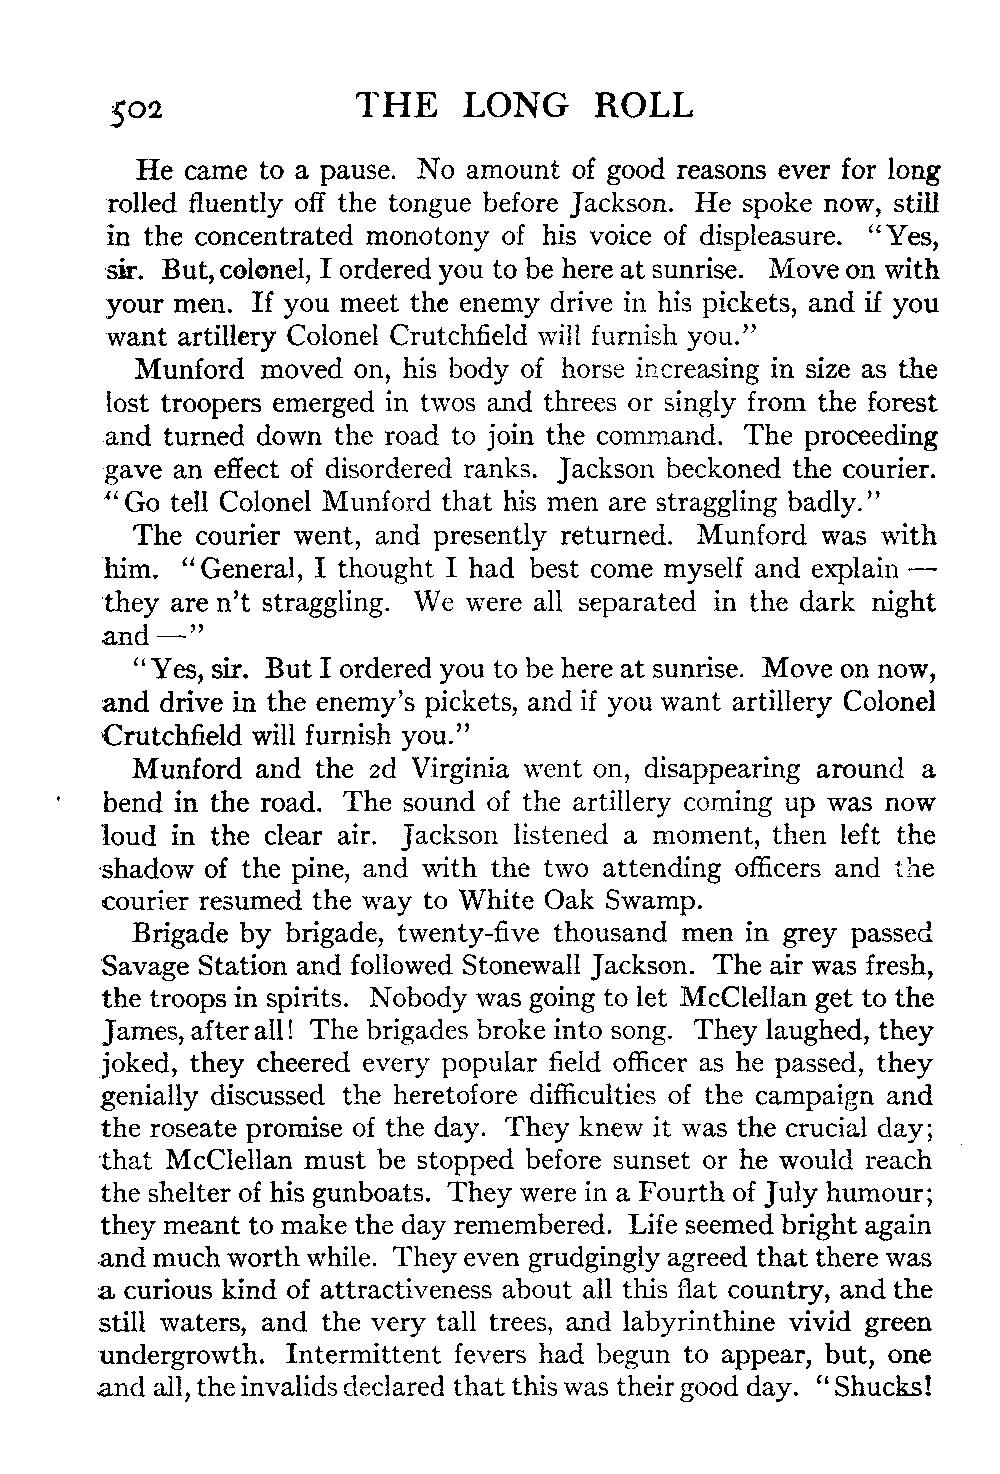 502 THE LONG ROLL
He came to a pause. No amount of good reasons ever for long
rolled fluently off the tongue before Jackson. He spoke now, still
in the concentrated monotony of his voice of displeasure. “Yes,
sir. But, colonel, I ordered you to be here at sunrise. Move on with
your men. If you meet the enemy drive in his pickets, and if you
want artillery Colonel Crutchfield will furnish you.”
Munford moved on, his body of horse increasing in size as the
lost troopers emerged in twos and threes or singly from the forest
and turned down the road to join the command. The proceeding
gave an effect of disordered ranks. Jackson beckoned the courier.
“Go tell Colonel Munford that his men are straggling badly.”
The courier went, and presently returned. Munford was with
him. “General, I thought I had best come myself and explain —
they are n’t straggling. We were all separated in the dark night
and —”
“Yes, sir. But I ordered you to be here at sunrise. Move on now,
and drive in the enemy’s pickets, and if you want artillery Colonel
Crutchfield will furnish you.”
Munford and the 2d Virginia went on, disappearing around a
bend in the road. The sound of the artillery coming up was now
loud in the clear air. Jackson listened a moment, then left the
shadow of the pine, and with the two attending officers and the
courier resumed the way to White Oak Swamp.
Brigade by brigade, twenty-five thousand men in grey passed
Savage Station and followed Stonewall Jackson. The air was fresh,
the troops in spirits. Nobody was going to let McClellan get to the
James, after all! The brigades broke into song. They laughed, they
joked, they cheered every popular field officer as he passed, they
genially discussed the heretofore difficulties of the campaign and
the roseate promise of the day. They knew it was the crucial day;
that McClellan must be stopped before sunset or he would reach
the shelter of his gunboats. They were in a Fourth of July humour;
they meant to make the day remembered. Life seemed bright again
and much worth while. They even grudgingly agreed that there was
a curious kind of attractiveness about all this flat country, and the
still waters, and the very tall trees, and labyrinthine vivid green
undergrowth. Intermittent fevers had begun to appear, but, one
and all, the invalids declared that this was their good day. “Shucks!